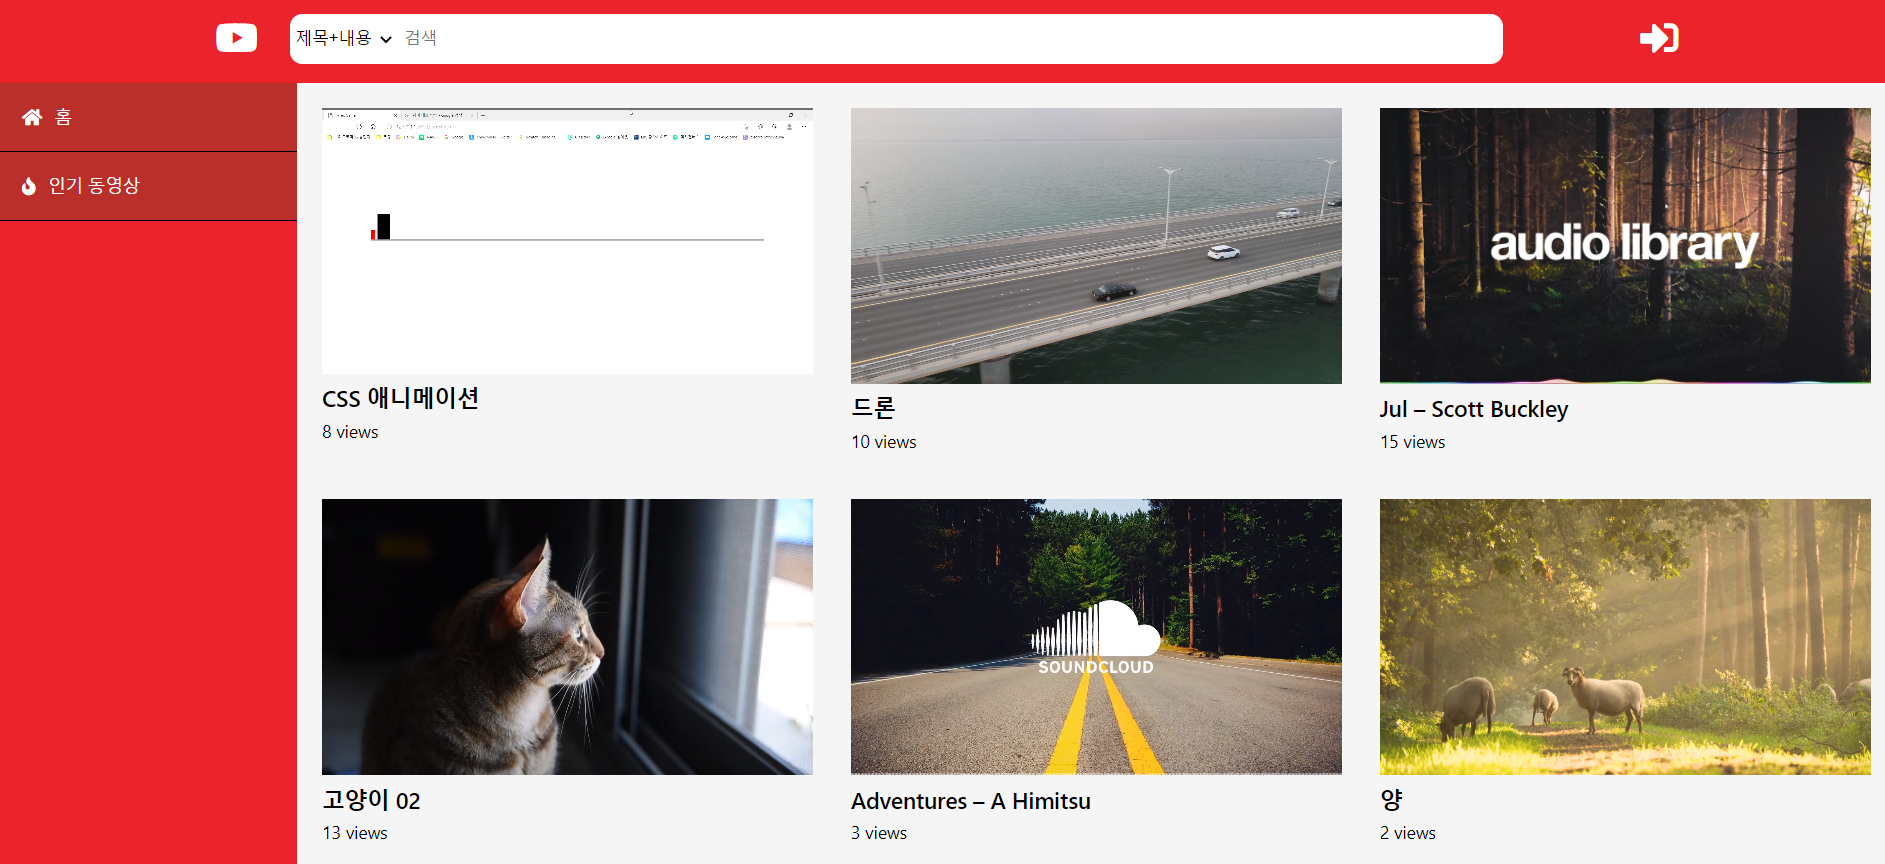 제목+내용 검색
홈
인기 동영상
audio library
CSS 애니메이션
8 views
드론
10 views
Jul – Scott Buckley
15 views
SOUNDCLOUD
고양이 02
13 views
Adventures – A Himitsu
3 views
양
2 views